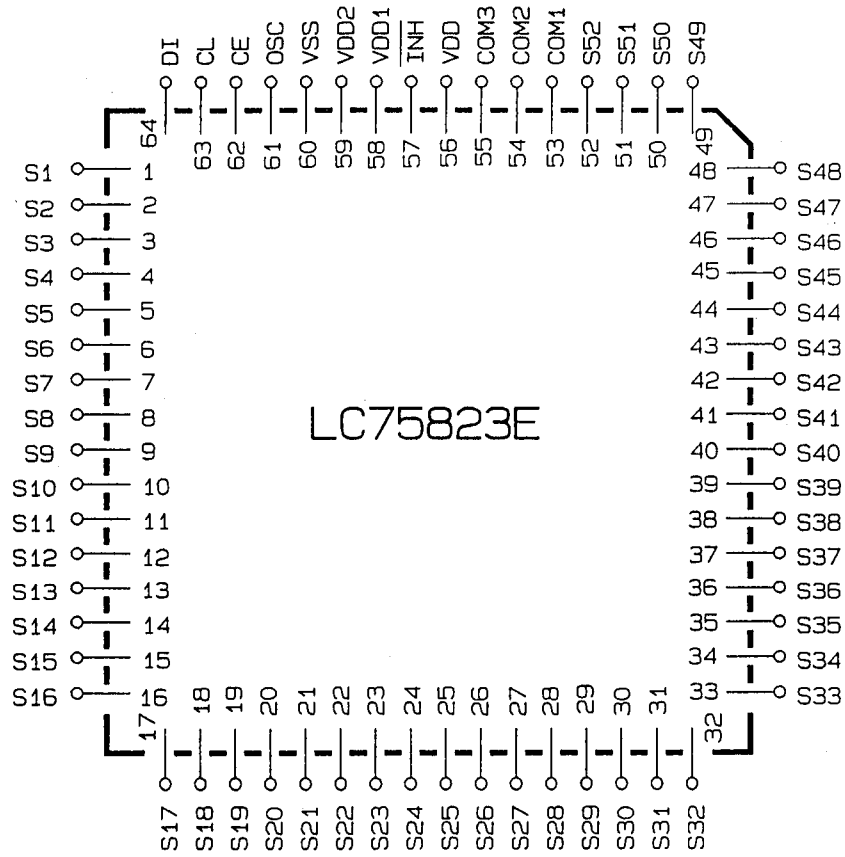 DI CL CE OSC VSS VDD2 VDD1 INH VDD COM3 COM2 COM1 S52 S51 S50 S49
64 63 62 61 60 59 58 57 56 55 54 53 52 51 50 49
S1 1 48 S48
S2 2 47 S47
S3 3 46 S46
S4 4 45 S45
S5 5 44 S44
S6 6 43 S43
S7 7 42 S42
S8 8 41 S41
LC75823E
S9 9 40 S40
S10 10 39 S39
S11 11 38 S38
S12 12 37 S37
S13 13 36 S36
S14 14 35 S35
S15 15 34 S34
S16 16 33 S33
17 18 19 20 21 22 23 24 25 26 27 28 29 30 31 32
S17 S18 S19 S20 S21 S22 S23 S24 S25 S26 S27 S28 S29 S30 S31 S32